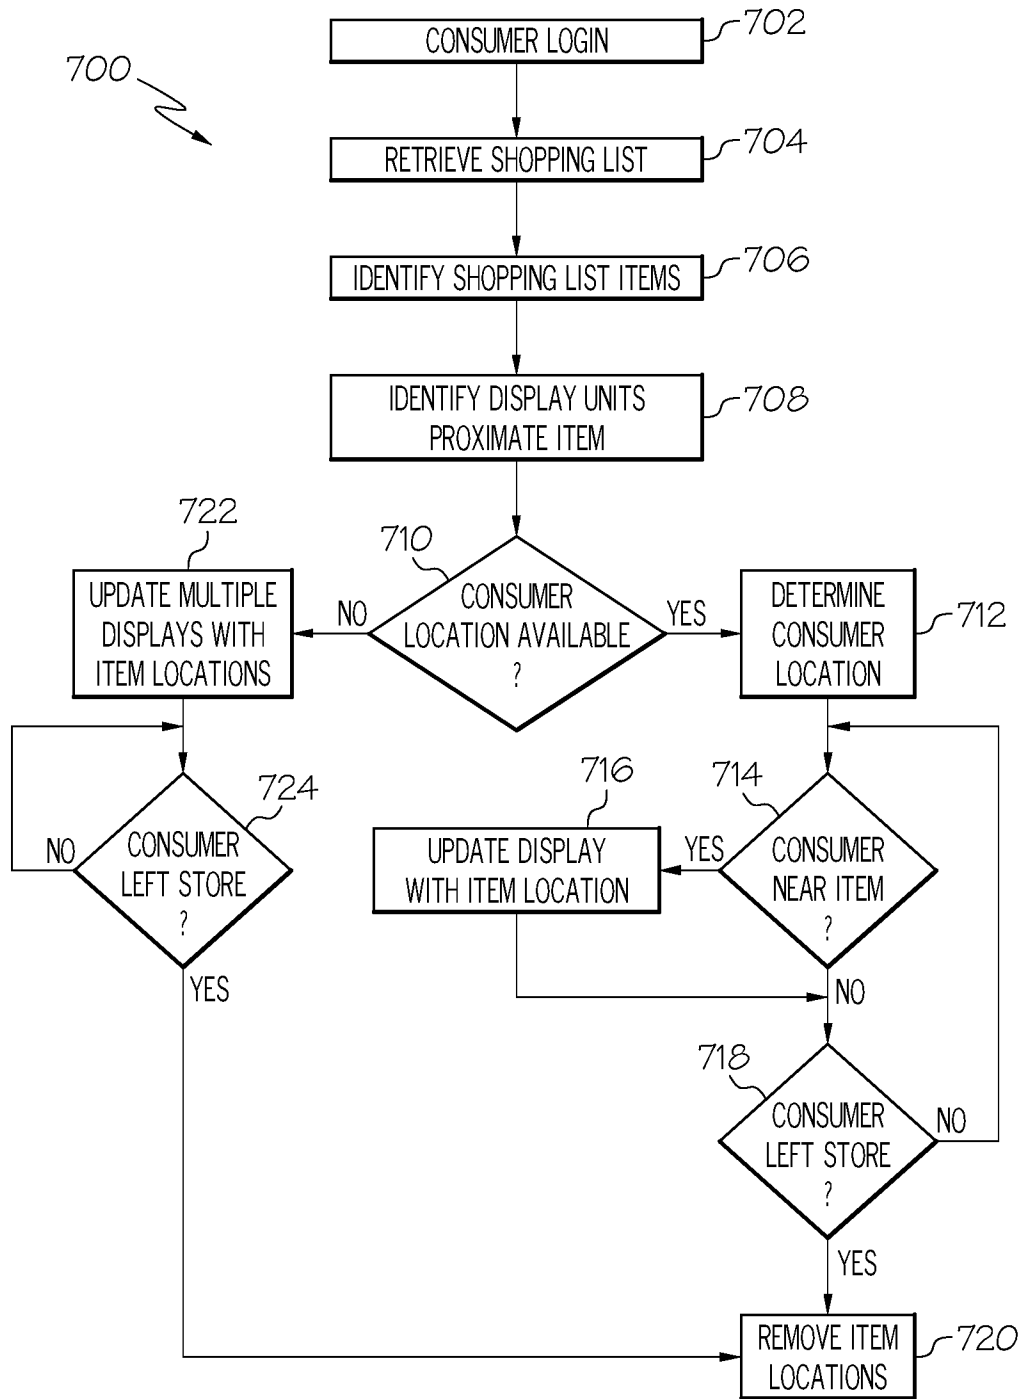 CONSUMER LOGIN
702
700
RETRIEVE SHOPPING LIST
704
IDENTIFY SHOPPING LIST ITEMS
706
IDENTIFY DISPLAY UNITS
PROXIMATE ITEM
708
722
710
UPDATE MULTIPLE
DISPLAYS WITH
ITEM LOCATIONS
NO
CONSUMER
LOCATION AVAILABLE
?
YES
DETERMINE
CONSUMER
LOCATION
712
724
CONSUMER
LEFT STORE
?
NO
YES
716
UPDATE DISPLAY
WITH ITEM LOCATION
714
YES
CONSUMER
NEAR ITEM
?
NO
718
CONSUMER
LEFT STORE
?
NO
YES
REMOVE ITEM
LOCATIONS
720